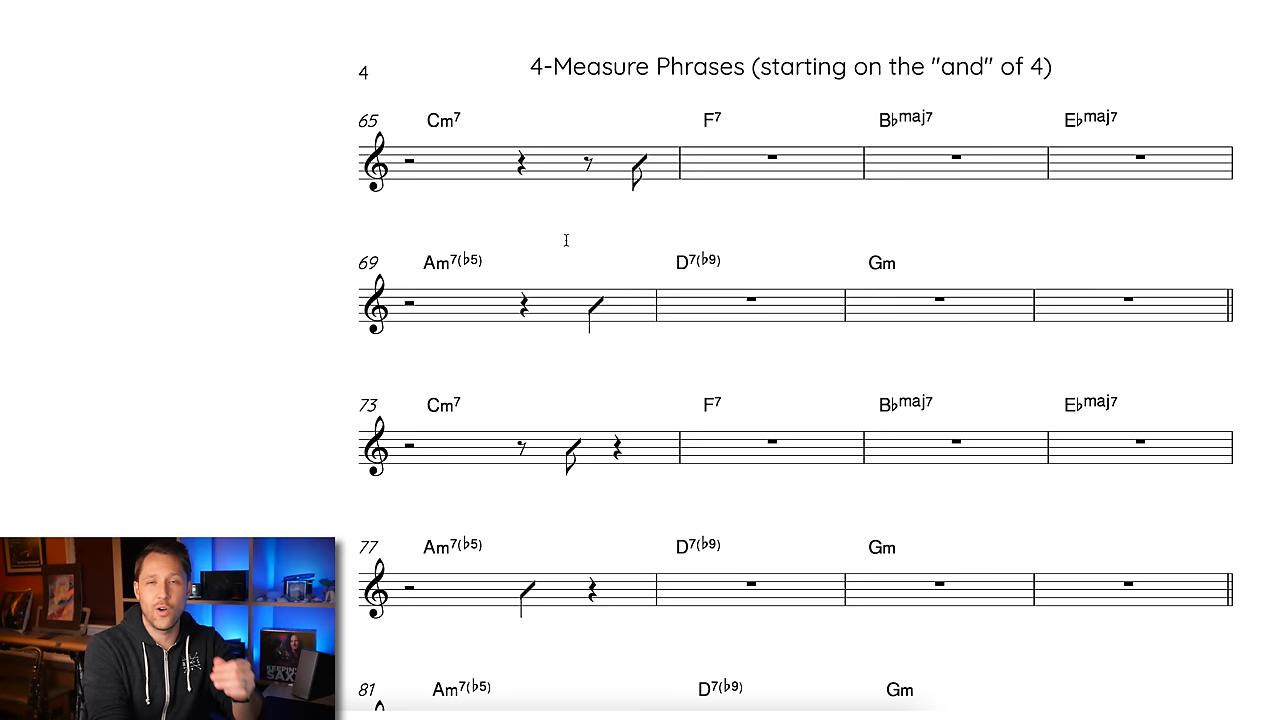 4-Measure Phrases (starting on the "and" of 4)
4
65 Cm7 F7 B♭maj7 E♭maj7
69 Am7(♭5) D7(♭9) Gm
73 Cm7 F7 B♭maj7 E♭maj7
77 Am7(♭5) D7(♭9) Gm
81 Am7(♭5) D7(♭9) Gm
KEEPIN'
SAX